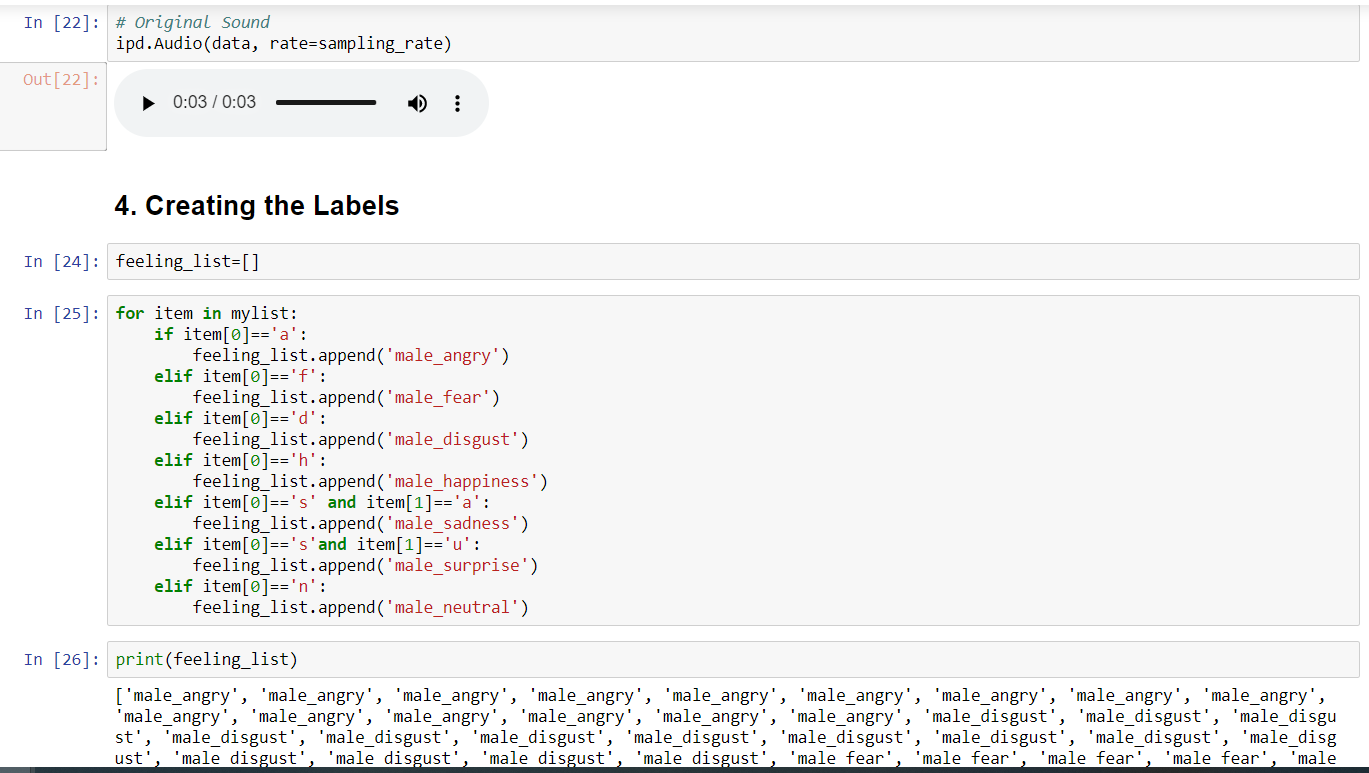 In [22]: # Original Sound
ipd.Audio(data, rate=sampling_rate)
Out[22]:
0:03 / 0:03
4. Creating the Labels
In [24]: feeling_list=[]
In [25]: for item in mylist:
    if item[0]=='a':
        feeling_list.append('male_angry')
    elif item[0]=='f':
        feeling_list.append('male_fear')
    elif item[0]=='d':
        feeling_list.append('male_disgust')
    elif item[0]=='h':
        feeling_list.append('male_happiness')
    elif item[0]=='s' and item[1]=='a':
        feeling_list.append('male_sadness')
    elif item[0]=='s'and item[1]=='u':
        feeling_list.append('male_surprise')
    elif item[0]=='n':
        feeling_list.append('male_neutral')
In [26]: print(feeling_list)
['male_angry', 'male_angry', 'male_angry', 'male_angry', 'male_angry', 'male_angry', 'male_angry', 'male_angry', 'male_angry',
'male_angry', 'male_angry', 'male_angry', 'male_angry', 'male_angry', 'male_angry', 'male_disgust', 'male_disgust', 'male_disgu
st', 'male_disgust', 'male_disgust', 'male_disgust', 'male_disgust', 'male_disgust', 'male_disgust', 'male_disgust', 'male_disg
ust', 'male_disgust', 'male_disgust', 'male_disgust', 'male_disgust', 'male_fear', 'male_fear', 'male_fear', 'male_fear', 'male